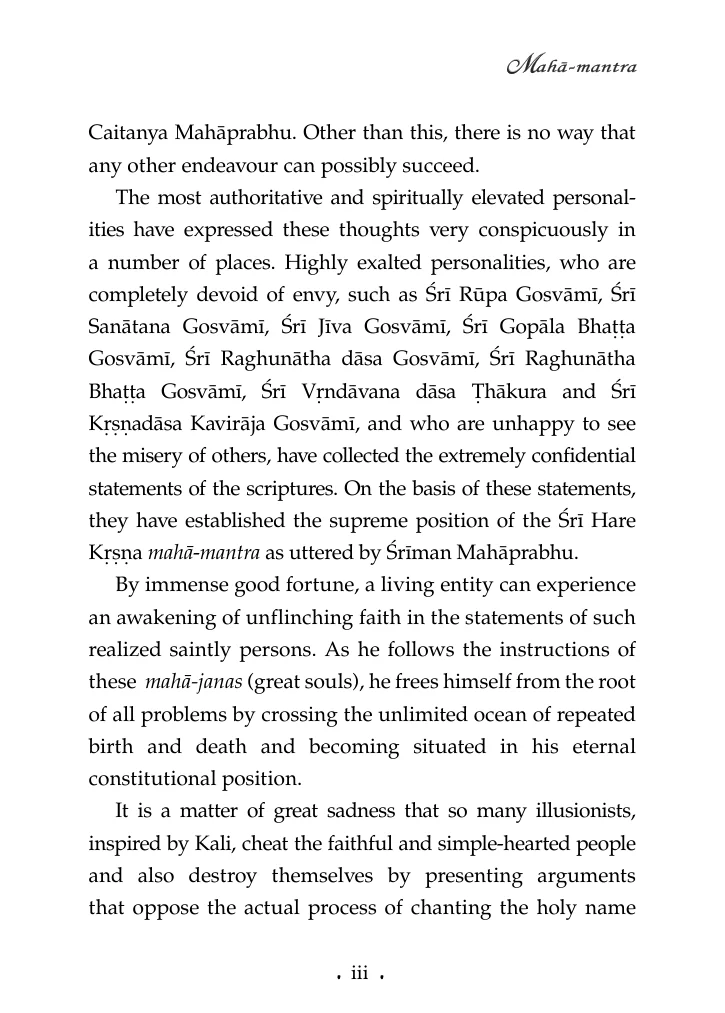 Mahā-mantra
Caitanya Mahāprabhu. Other than this, there is no way that
any other endeavour can possibly succeed.
The most authoritative and spiritually elevated personal-
ities have expressed these thoughts very conspicuously in
a number of places. Highly exalted personalities, who are
completely devoid of envy, such as Śrī Rūpa Gosvāmī, Śrī
Sanātana Gosvāmī, Śrī Jīva Gosvāmī, Śrī Gopāla Bhaṭṭa
Gosvāmī, Śrī Raghunātha dāsa Gosvāmī, Śrī Raghunātha
Bhaṭṭa Gosvāmī, Śrī Vṛndāvana dāsa Ṭhākura and Śrī
Kṛṣṇadāsa Kavirāja Gosvāmī, and who are unhappy to see
the misery of others, have collected the extremely confidential
statements of the scriptures. On the basis of these statements,
they have established the supreme position of the Śrī Hare
Kṛṣṇa mahā-mantra as uttered by Śrīman Mahāprabhu.
By immense good fortune, a living entity can experience
an awakening of unflinching faith in the statements of such
realized saintly persons. As he follows the instructions of
these mahā-janas (great souls), he frees himself from the root
of all problems by crossing the unlimited ocean of repeated
birth and death and becoming situated in his eternal
constitutional position.
It is a matter of great sadness that so many illusionists,
inspired by Kali, cheat the faithful and simple-hearted people
and also destroy themselves by presenting arguments
that oppose the actual process of chanting the holy name
. iii .